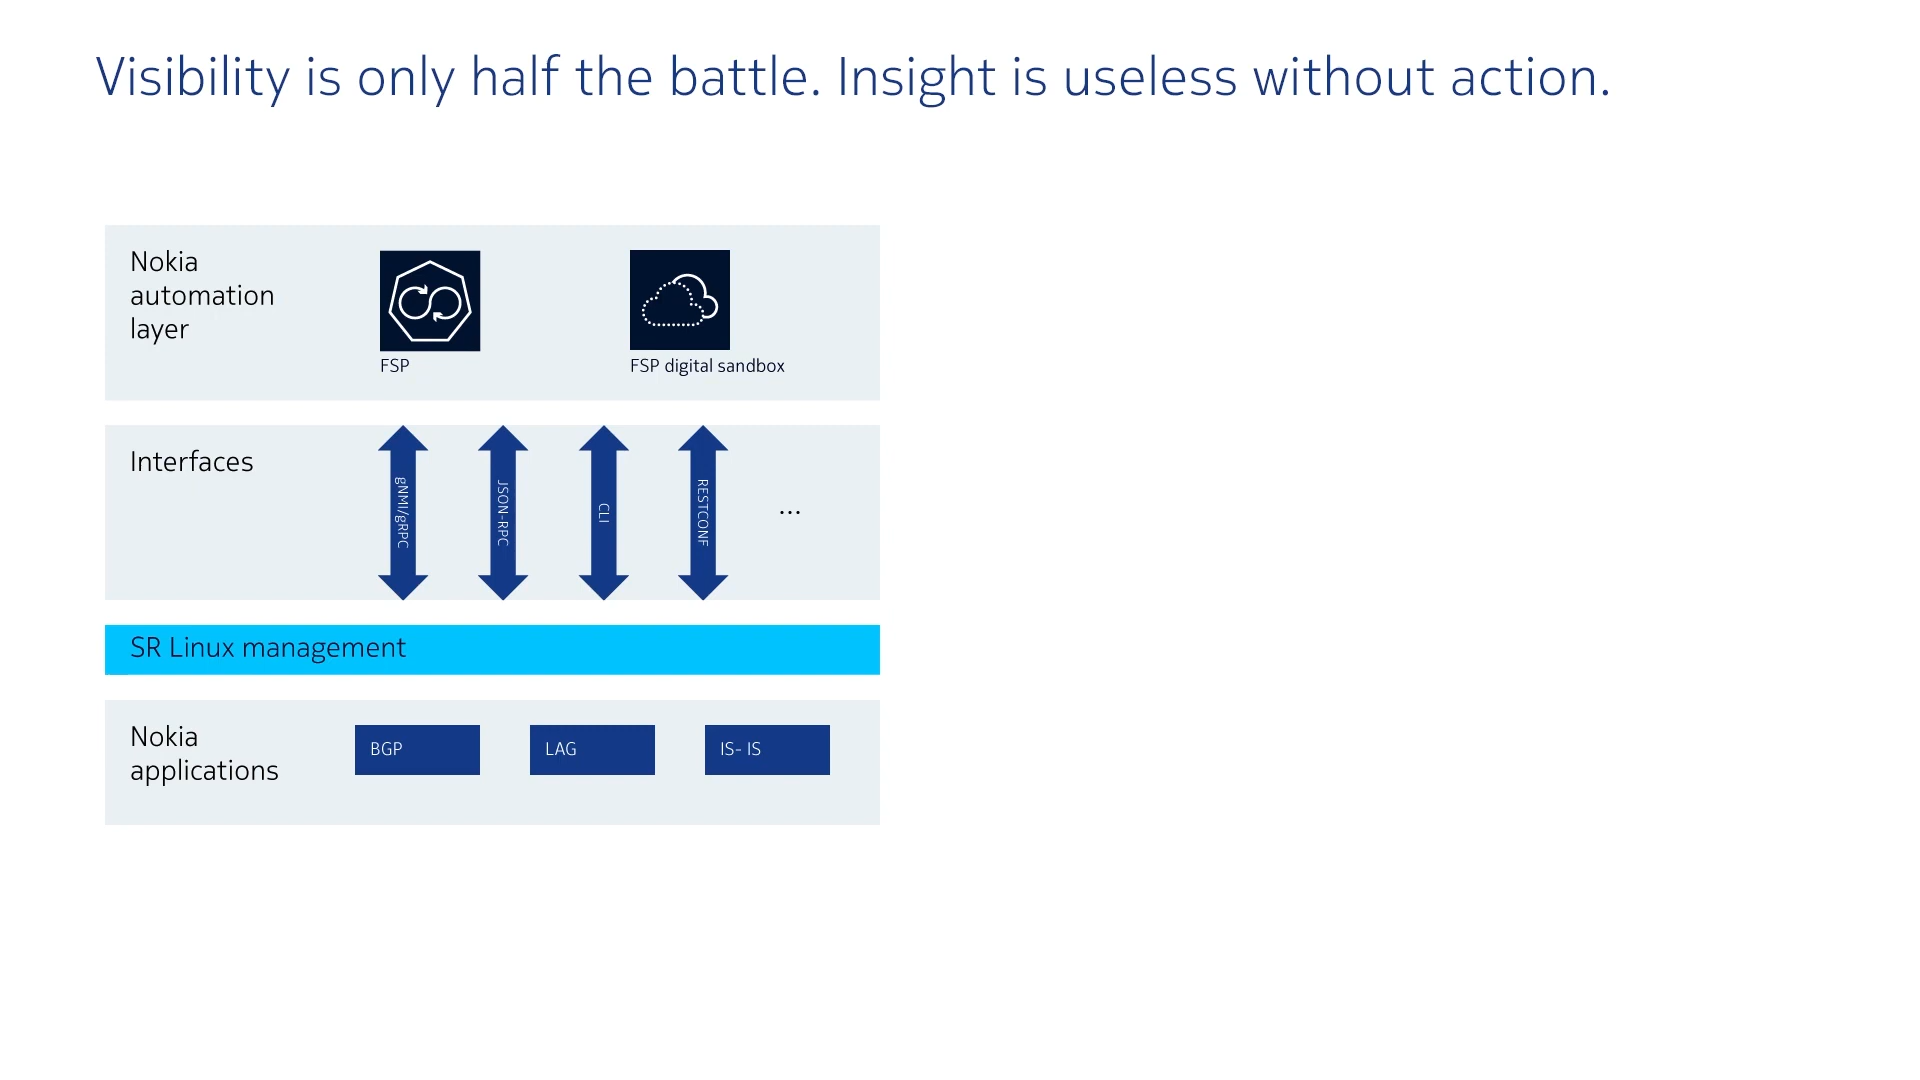 Visibility is only half the battle. Insight is useless without action.
Nokia
automation
layer
FSP
FSP digital sandbox
Interfaces
gNMI/gRPC
JSON-RPC
CLI
RESTCONF
...
SR Linux management
Nokia
applications
BGP
LAG
IS- IS